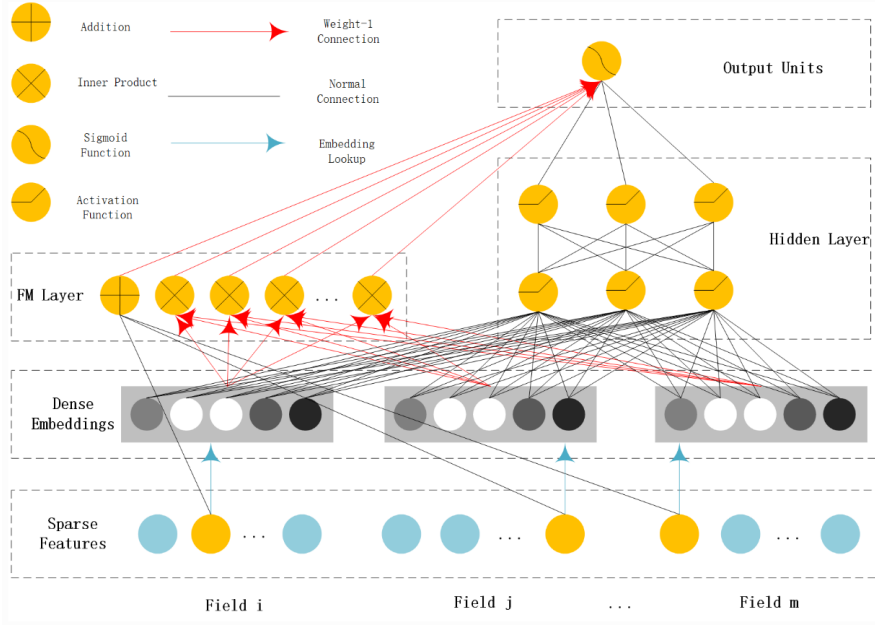 Addition
Weight-1
Connection
Inner Product
Normal
Connection
Sigmoid
Function
Embedding
Lookup
Activation
Function
Output Units
Hidden Layer
FM Layer
...
Dense
Embeddings
Sparse
Features
...
...
...
Field i
Field j
...
Field m